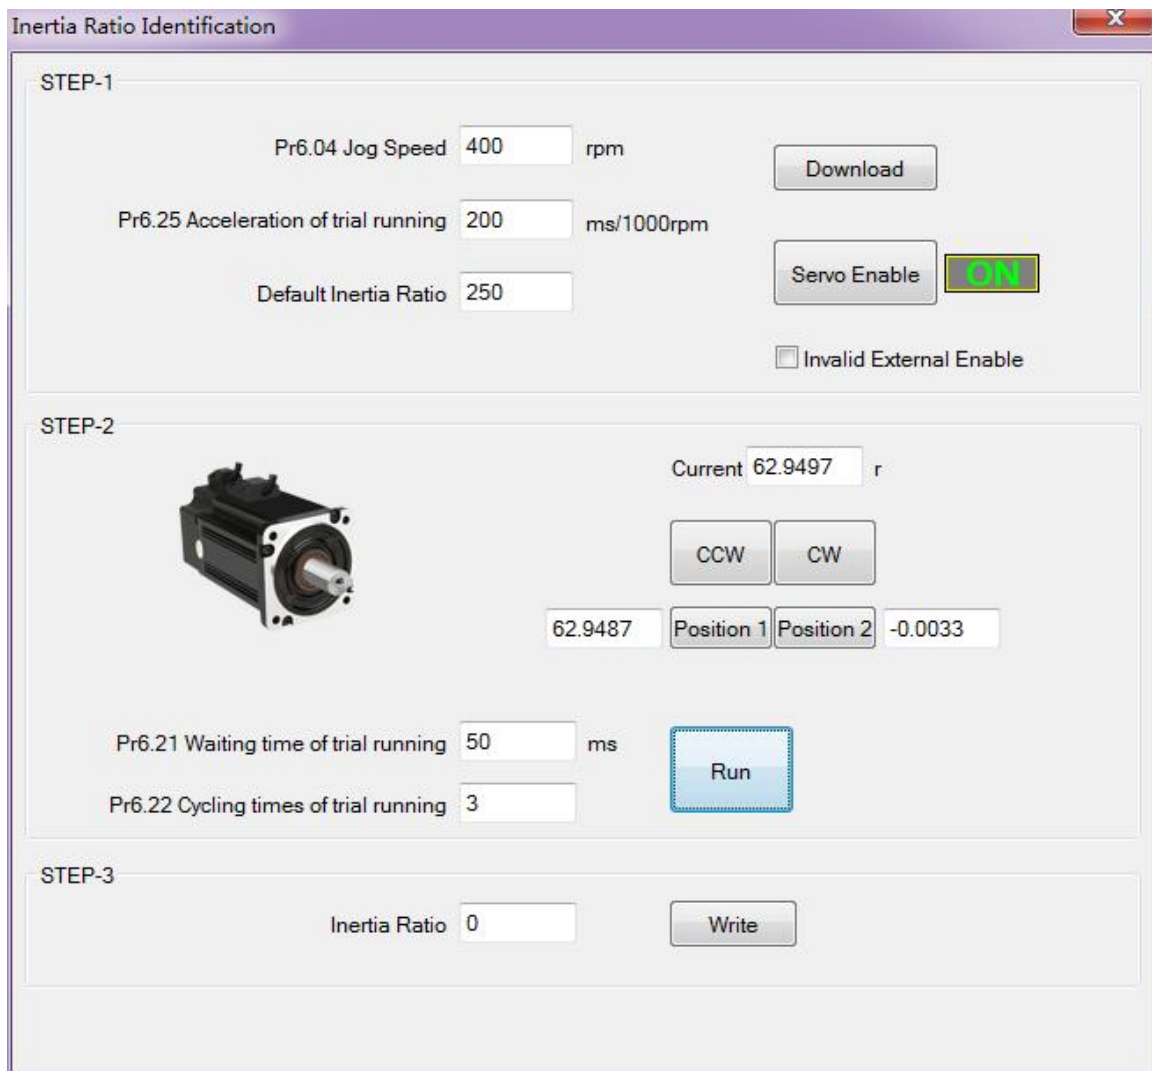 Inertia Ratio Identification
STEP-1
Pr6.04 Jog Speed 400 rpm
Download
Pr6.25 Acceleration of trial running 200 ms/1000rpm
Servo Enable ON
Default Inertia Ratio 250
Invalid External Enable
STEP-2
Current 62.9497 r
CCW CW
62.9487 Position 1 Position 2 -0.0033
Pr6.21 Waiting time of trial running 50 ms
Run
Pr6.22 Cycling times of trial running 3
STEP-3
Inertia Ratio 0 Write